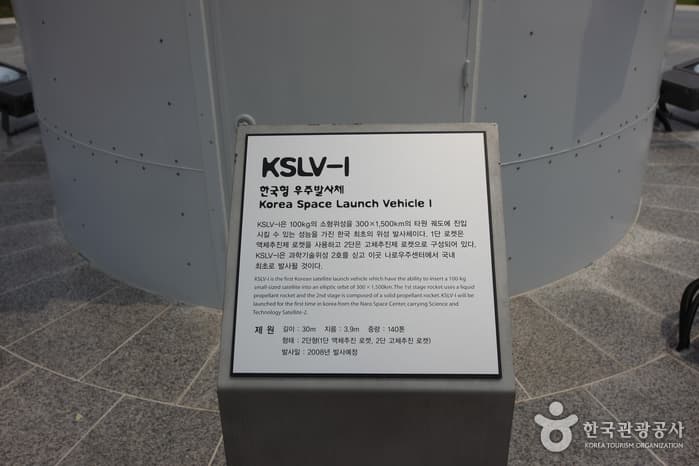 KSLV-I
한국형 우주발사체
Korea Space Launch Vehicle I
KSLV-I은 100kg의 소형위성을 300×1,500km의 타원 궤도에 진입
시킬 수 있는 성능을 가진 한국 최초의 위성 발사체이다. 1단 로켓은
액체추진제 로켓을 사용하고 2단은 고체추진제 로켓으로 구성되어 있다.
KSLV-I은 과학기술위성 2호를 싣고 이곳 나로우주센터에서 국내
최초로 발사될 것이다.
KSLV-I is the first Korean satellite launch vehicle which have the ability to insert a 100 kg
small sized satellite into an elliptic orbit of 300 × 1,500km. The 1st stage rocket uses a liquid
propellant rocket and the 2nd stage is compused of a solid propellant rocket. KSLV-I will be
launched for the first time in korea from the Naro Space Center, carrying Science and
Technology Satellite-2.
제 원 길이 : 30m 지름 : 3.9m 중량 : 140톤
형태 : 2단형(1단 액체추진 로켓, 2단 고체추진 로켓)
발사일 : 2008년 발사예정
한국관광공사
KOREA TOURISM ORGANIZATION